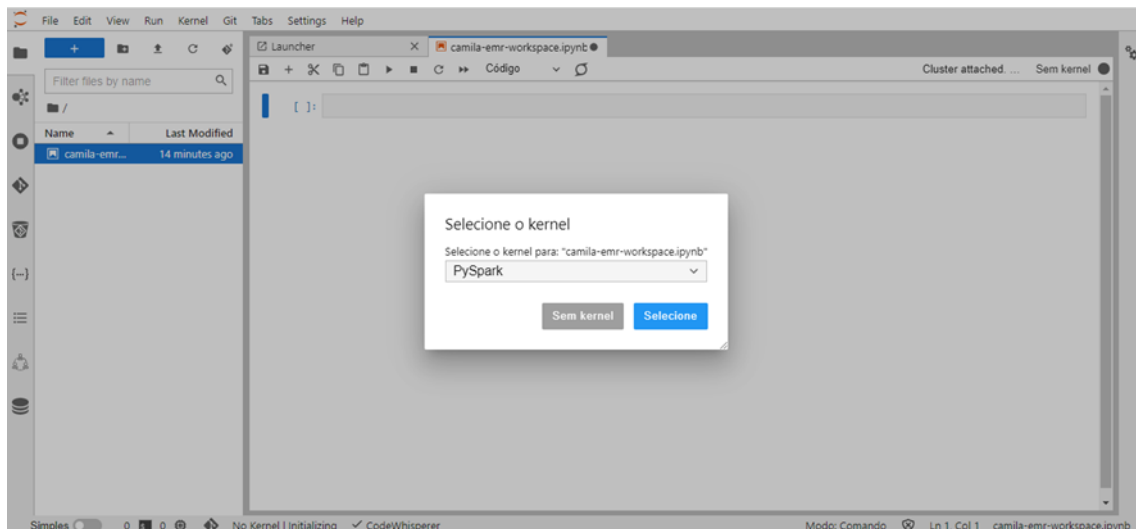 File Edit View Run Kernel Git Tabs Settings Help
Launcher
camila-emr-workspace.ipynb
Filter files by name
Código
Cluster attached. ...
Sem kernel
/
[ ]:
Name
Last Modified
camila-emr...
14 minutes ago
Selecione o kernel
Selecione o kernel para: "camila-emr-workspace.ipynb"
PySpark
Sem kernel
Selecione
Simples
0
0
No Kernel | Initializing
CodeWhisperer
Modo: Comando
Ln 1, Col 1
camila-emr-workspace.ipynb